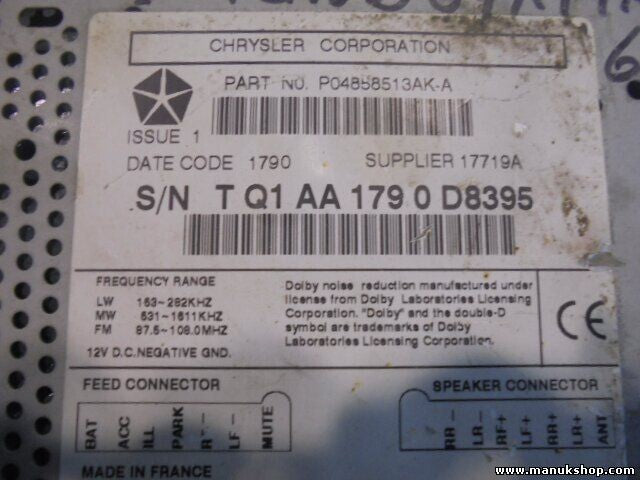 CHRYSLER CORPORATION
PART NO. P04858513AK-A
ISSUE 1
DATE CODE 1790 SUPPLIER 17719A
S/N T Q1 AA 179 0 D8395
FREQUENCY RANGE
LW 153~282KHZ
MW 531~1611KHZ
FM 87.5~108.0MHZ
12V D.C.NEGATIVE GND.
Dolby noise reduction manufactured under
license from Dolby Laboratories Licensing
Corporation. "Dolby" and the double-D
symbol are trademarks of Dolby
Laboratories Licensing Corporation.
CE
FEED CONNECTOR
BAT ACC ILL PARK LF- MUTE
SPEAKER CONNECTOR
RR- LR- RF+ LF+ RR+ LR+ ANT
MADE IN FRANCE
www.manukshop.com